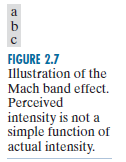 a
b
c
FIGURE 2.7
Illustration of the
Mach band effect.
Perceived
intensity is not a
simple function of
actual intensity.